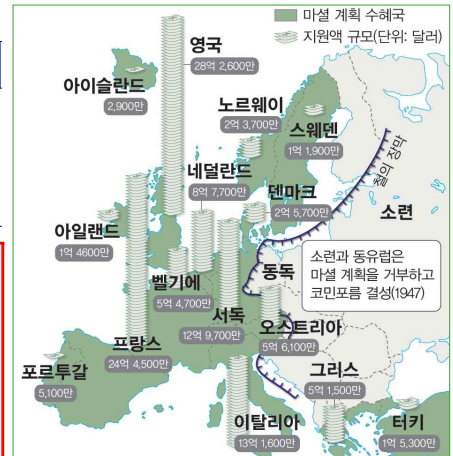 마셜 계획 수혜국
지원액 규모(단위: 달러)
영국
28억 2,600만
아이슬란드
2,900만
노르웨이
2억 3,700만
스웨덴
1억 1,900만
철의 장막
네덜란드
8억 7,700만
덴마크
2억 5,700만
소련
아일랜드
1억 4600만
벨기에
5억 4,700만
동독
소련과 동유럽은
마셜 계획을 거부하고
코민포름 결성(1947)
서독
12억 9,700만
오스트리아
5억 6,100만
프랑스
24억 4,500만
포르투갈
5,100만
그리스
5억 1,500만
이탈리아
13억 1,600만
터키
1억 5,300만